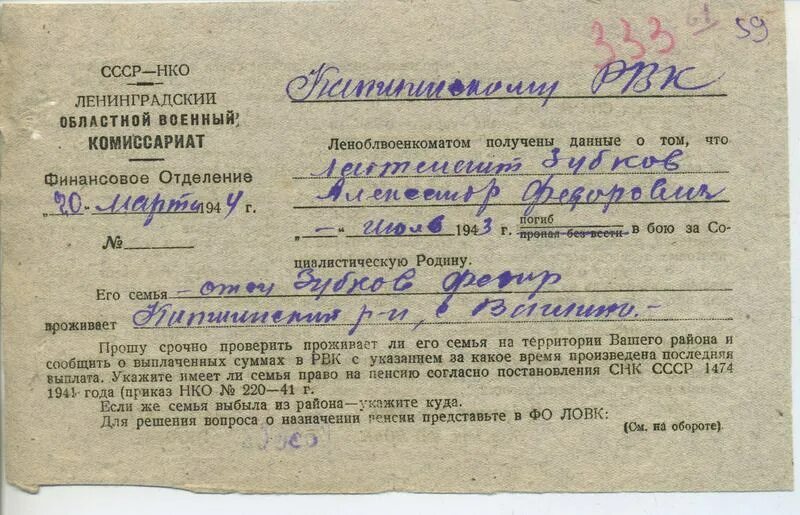 333 61 59
СССР—НКО
ЛЕНИНГРАДСКИЙ
ОБЛАСТНОЙ ВОЕННЫЙ
КОМИССАРИАТ
Финансовое Отделение
„20" марта 1944 г.
№
Капшинскому РВК
Леноблвоенкоматом получены данные о том, что
лейтенант Зубков
Александр Федорович
„—" июль 1943 г. погиб пропал без вести в бою за Со-
циалистическую Родину.
Его семья — отец Зубков Федор
проживает Капшинский р-н, с
Прошу срочно проверить проживает ли его семья на территории Вашего района и
сообщить о выплаченных суммах в РВК с указанием за какое время произведена последняя
выплата. Укажите имеет ли семья право на пенсию согласно постановления СНК СССР 1474
1941 года (приказ НКО № 220—41 г.
Если же семья выбыла из района—укажите куда.
Для решения вопроса о назначении пенсии представьте в ФО ЛОВК:
(См. на обороте).